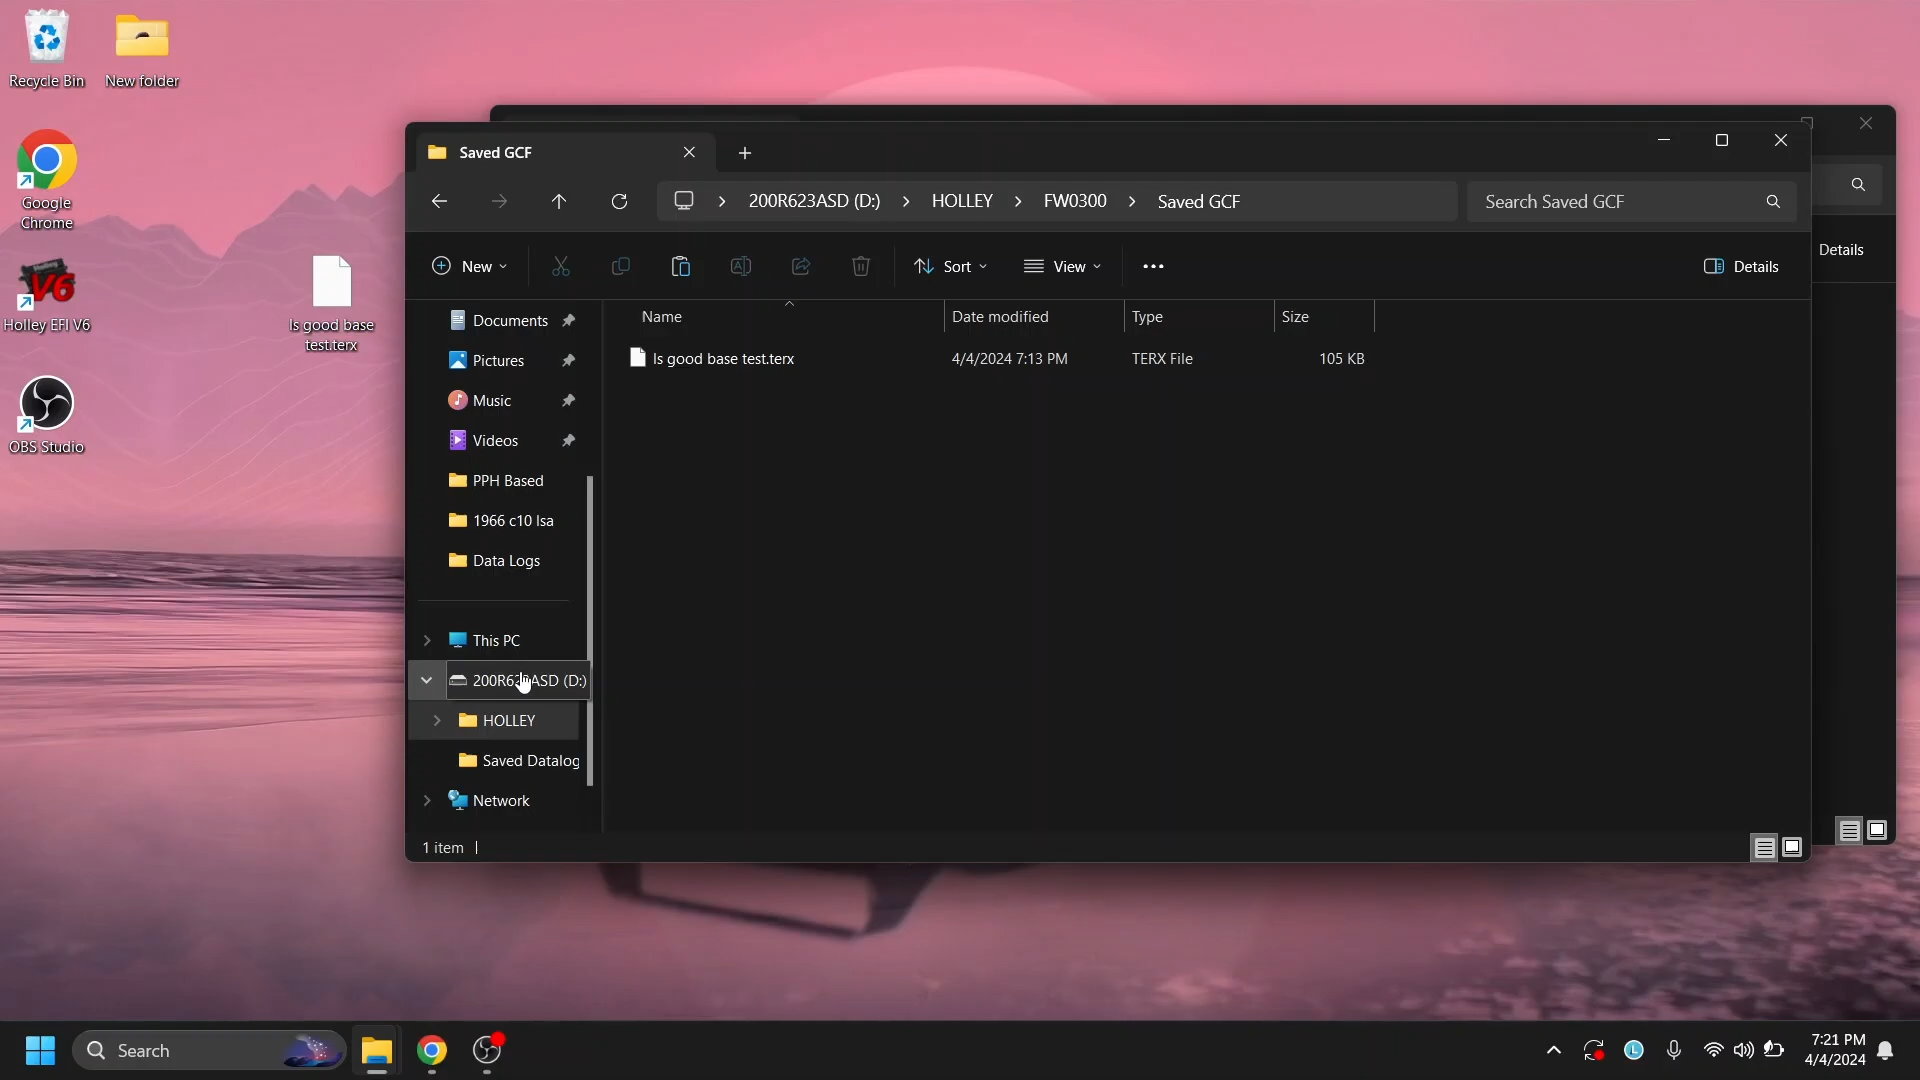 Recycle Bin
New folder
Google
Chrome
Holley EFI V6
Is good base
test.terx
OBS Studio
Saved GCF
200R623ASD (D:)
HOLLEY
FW0300
Saved GCF
Search Saved GCF
New
Sort
View
Details
Details
Documents
Pictures
Music
Videos
PPH Based
1966 c10 lsa
Data Logs
This PC
200R623ASD (D:)
HOLLEY
Saved Datalog
Network
Name
Date modified
Type
Size
Is good base test.terx
4/4/2024 7:13 PM
TERX File
105 KB
1 item
Search
L
7:21 PM
4/4/2024